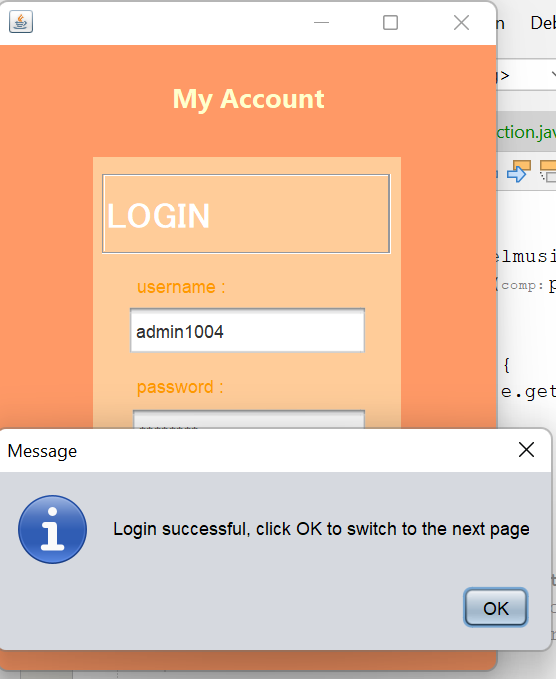 n Deb
My Account
g>
ction.jav
LOGIN
elmusi
(comp: p
username :
admin1004
{
e.get
password :
********
Message
Login successful, click OK to switch to the next page
OK